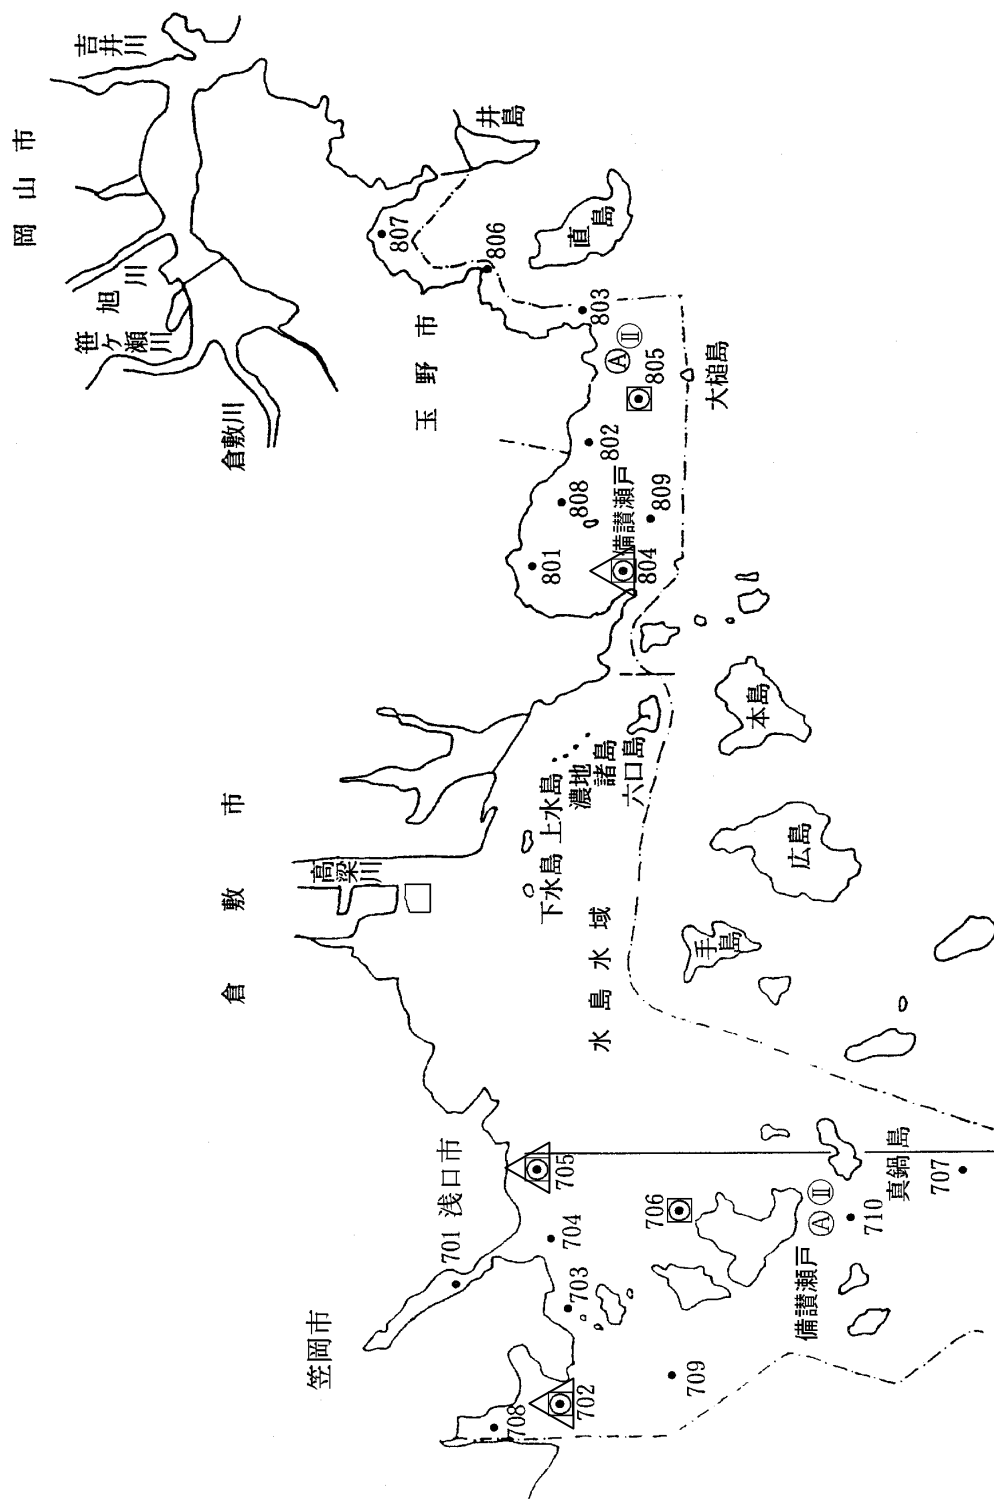 吉井川
岡山市
旭川
笹ヶ瀬川
倉敷川
玉野市
井島
直島
807
806
803
Ⓐ Ⅱ
805
大槌島
802
808
809
備讃瀬戸
801
804
倉敷市
高梁川
上水島
下水島
濃地諸島
六口島
本島
広島
手島
水島水域
浅口市
701
705
704
706
703
笠岡市
708
702
709
備讃瀬戸
Ⓐ Ⅱ
710
真鍋島
707